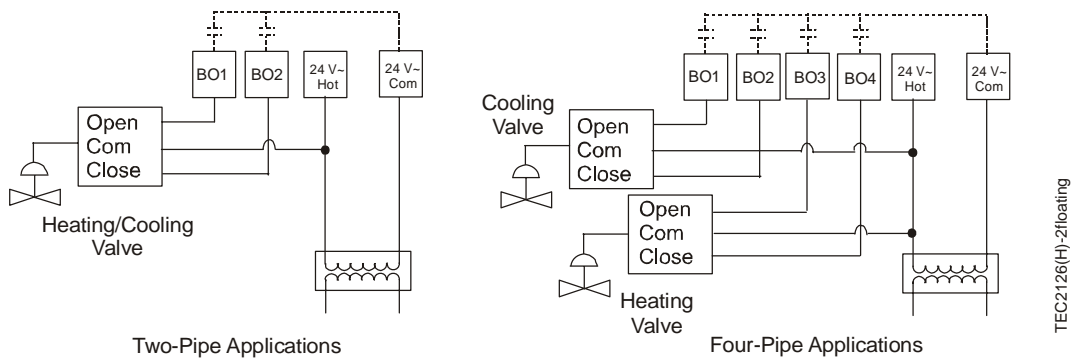 BO1
BO2
24 V~
Hot
24 V~
Com
Open
Com
Close
Heating/Cooling
Valve
Two-Pipe Applications
BO1
BO2
BO3
BO4
24 V~
Hot
24 V~
Com
Cooling
Valve
Open
Com
Close
Open
Com
Close
Heating
Valve
Four-Pipe Applications
TEC2126(H)-2floating